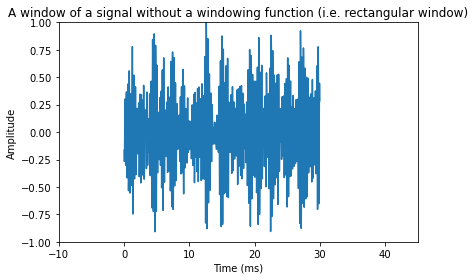 A window of a signal without a windowing function (i.e. rectangular window)
1.00
0.75
0.50
0.25
0.00
−0.25
−0.50
−0.75
−1.00
Amplitude
−10 0 10 20 30 40
Time (ms)